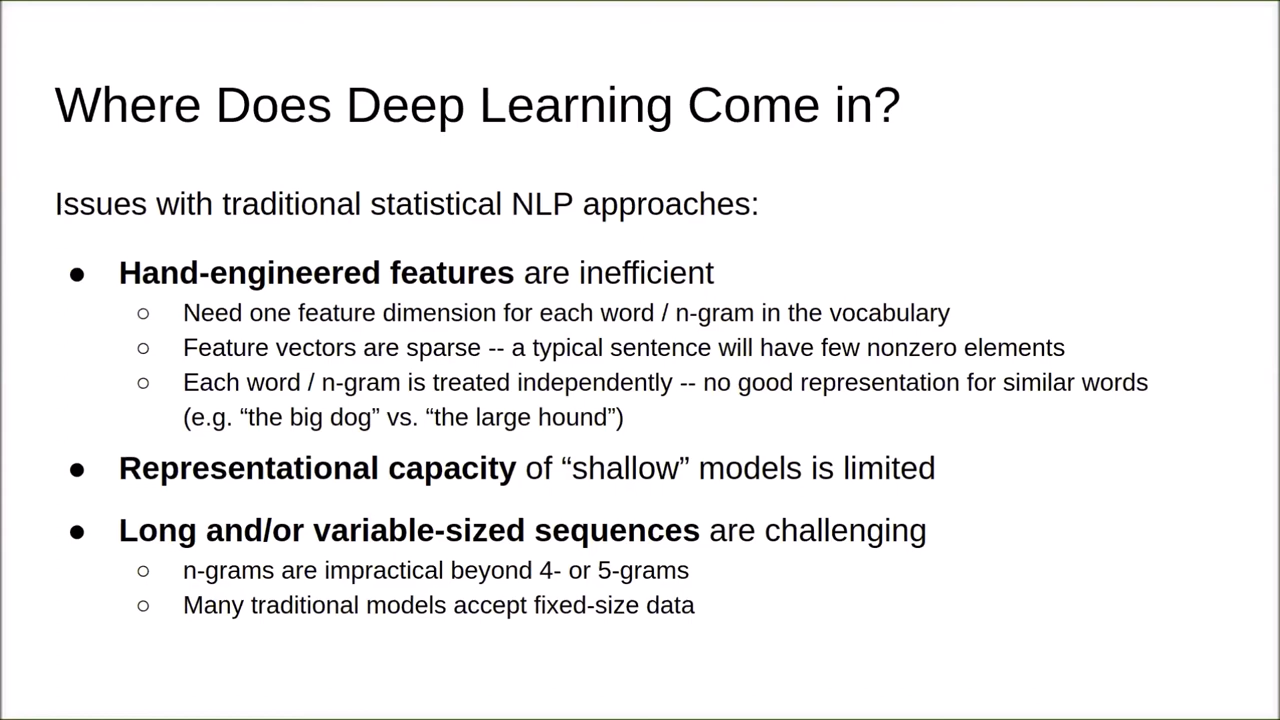 Where Does Deep Learning Come in?
Issues with traditional statistical NLP approaches:
● Hand-engineered features are inefficient
○ Need one feature dimension for each word / n-gram in the vocabulary
○ Feature vectors are sparse -- a typical sentence will have few nonzero elements
○ Each word / n-gram is treated independently -- no good representation for similar words
(e.g. “the big dog” vs. “the large hound”)
● Representational capacity of “shallow” models is limited
● Long and/or variable-sized sequences are challenging
○ n-grams are impractical beyond 4- or 5-grams
○ Many traditional models accept fixed-size data